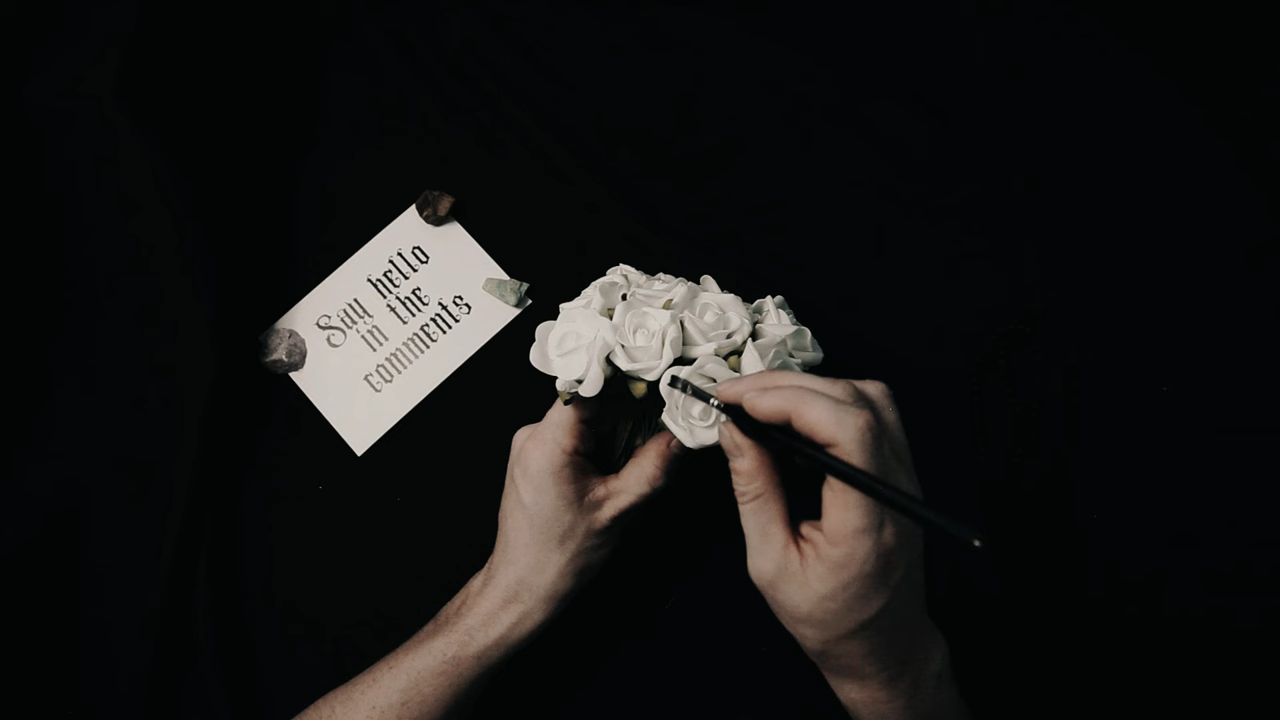 Say hello
in the
comments